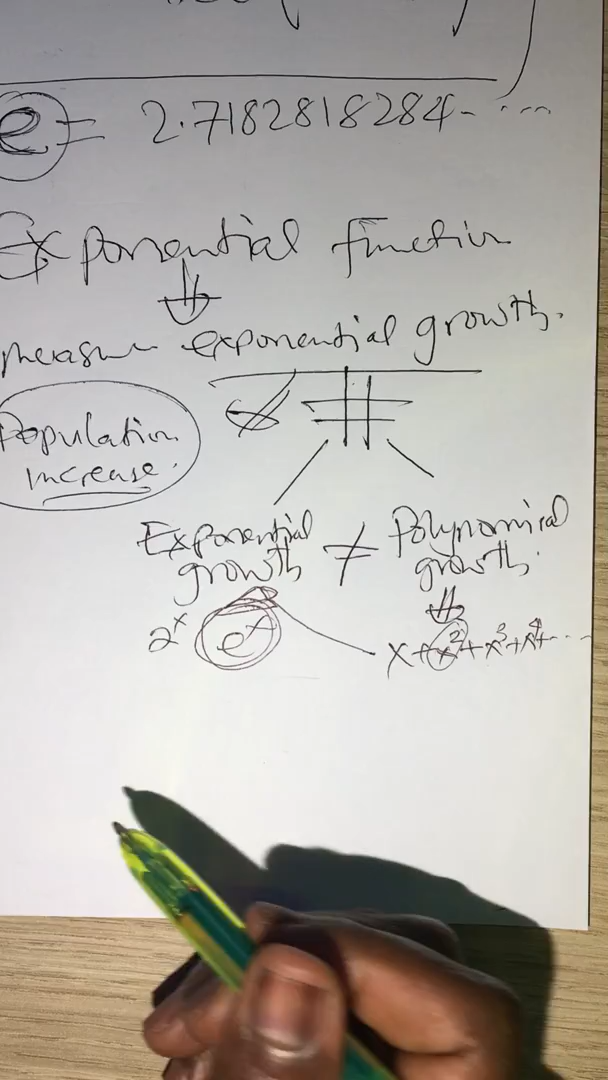 e = 2.7182818284- ...
Exponential function
measure exponential growth.
Population
increase.
Exponential
growth
≠
Polynomial
growth.
2^x e^x
x+x^2+x^3+x^4+...